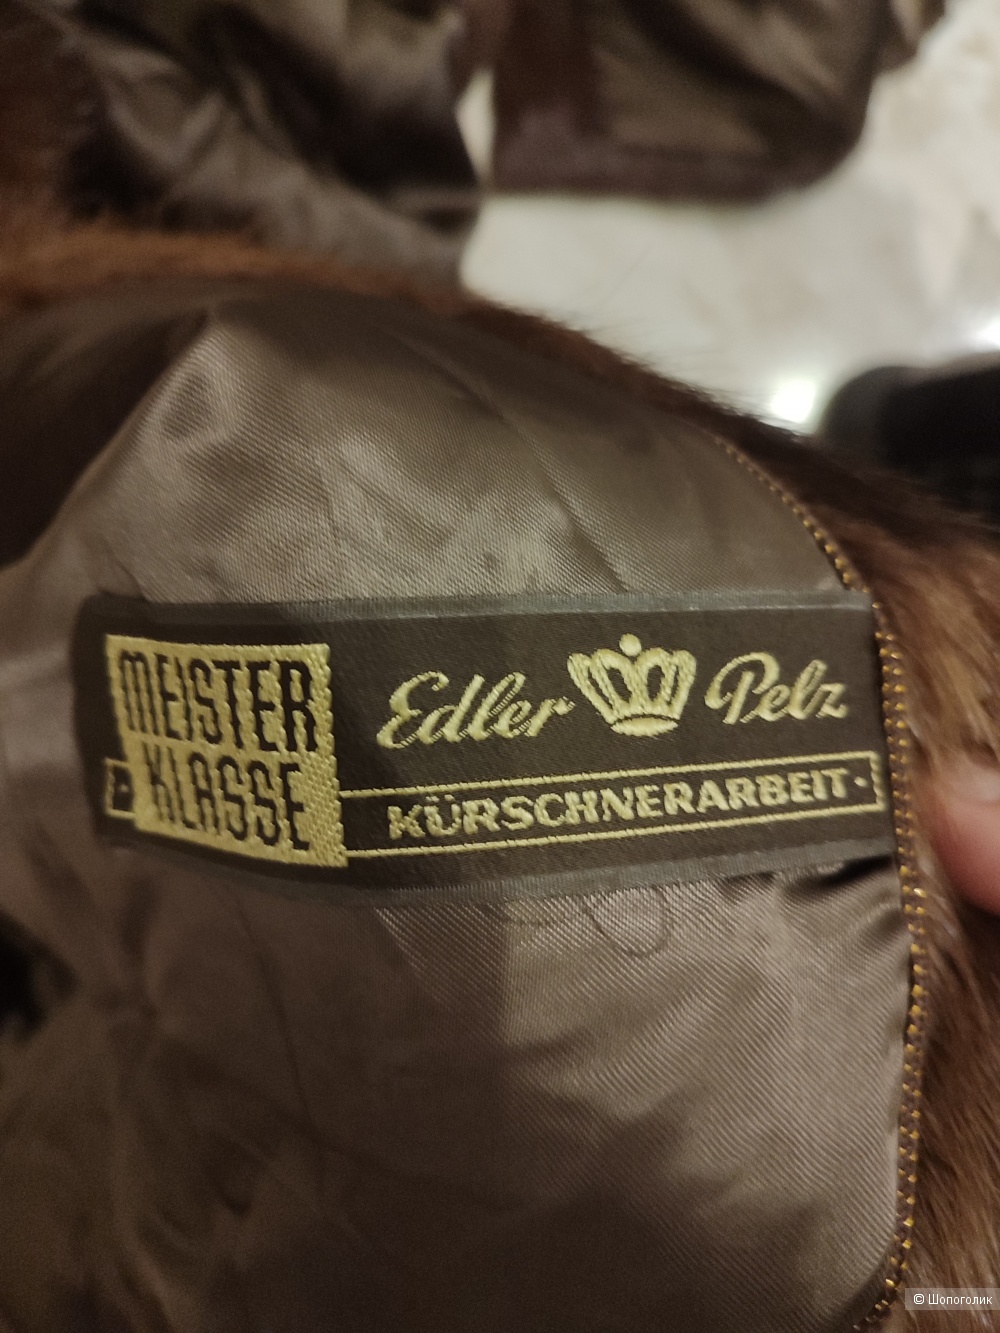 MEISTER
KLASSE
Edler Pelz
KÜRSCHNERARBEIT
© Шопоголик